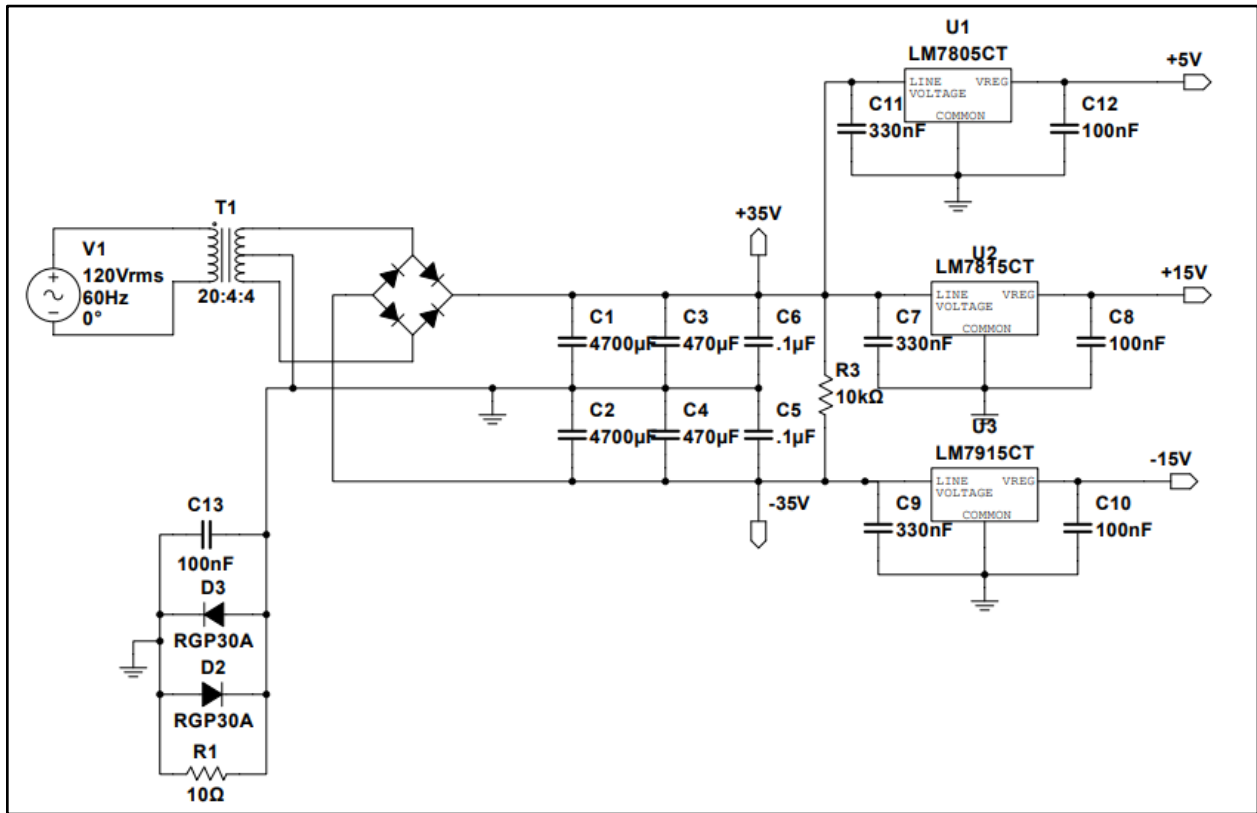 U1
LM7805CT
+5V
LINE VREG
VOLTAGE
COMMON
C11
330nF
C12
100nF
T1
V1
120Vrms
60Hz
0°
20:4:4
+35V
U2
LM7815CT
+15V
LINE VREG
VOLTAGE
COMMON
C1
4700µF
C3
470µF
C6
.1µF
C7
330nF
C8
100nF
R3
10kΩ
C2
4700µF
C4
470µF
C5
.1µF
U3
LM7915CT
-15V
LINE VREG
VOLTAGE
COMMON
-35V
C9
330nF
C10
100nF
C13
100nF
D3
RGP30A
D2
RGP30A
R1
10Ω